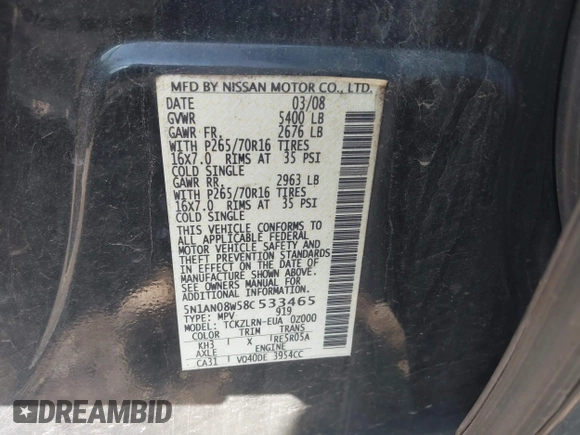 MFD BY NISSAN MOTOR CO., LTD.
DATE 03/08
GVWR 5400 LB
GAWR FR. 2676 LB
WITH P265/70R16 TIRES
16X7.0 RIMS AT 35 PSI
COLD SINGLE
GAWR RR. 2963 LB
WITH P265/70R16 TIRES
16X7.0 RIMS AT 35 PSI
COLD SINGLE
THIS VEHICLE CONFORMS TO
ALL APPLICABLE U.S. FEDERAL
MOTOR VEHICLE SAFETY AND
THEFT PREVENTION STANDARDS
IN EFFECT ON THE DATE OF
MANUFACTURE SHOWN ABOVE.
SEE OWNERS MANUAL FOR
ADDITIONAL INFORMATION
5N1AN08W58C533465
TYPE: MPV 919
MODEL: TCKZLRN-EUA 0Z000
COLOR TRIM TRANS
KH3 X RE5R05A
AXLE ENGINE
CA31 VQ40DE 3954CC
DREAMBID